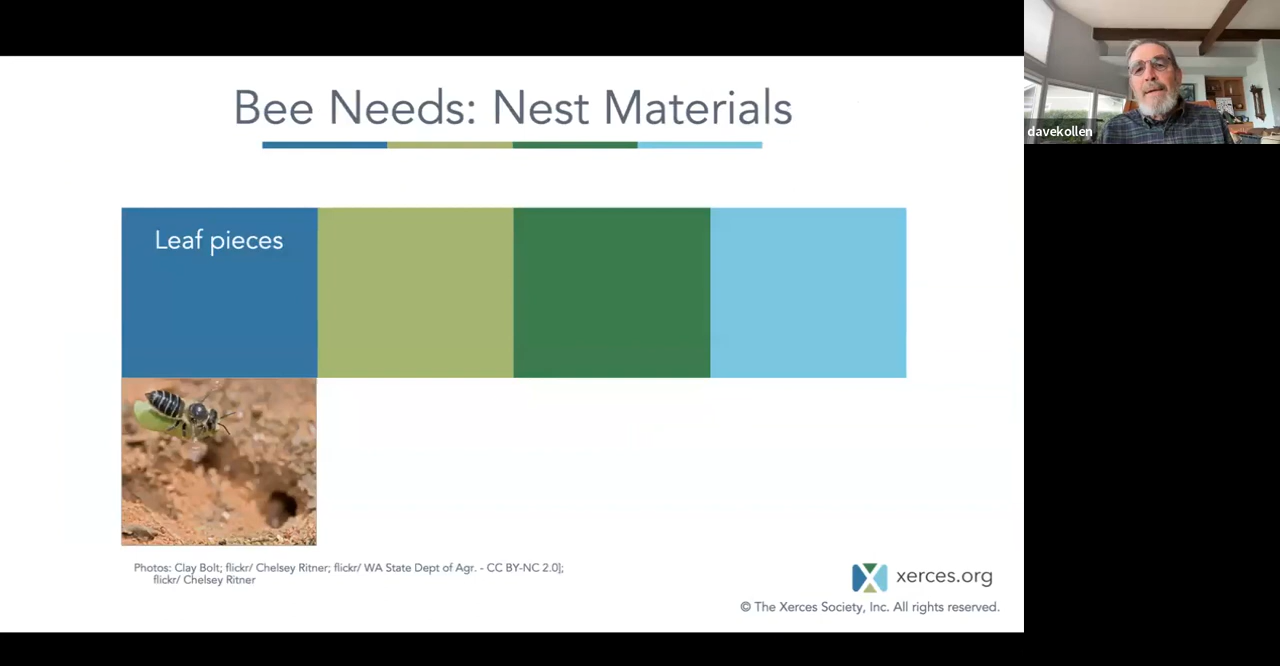 Bee Needs: Nest Materials
davekollen
Leaf pieces
Photos: Clay Bolt; flickr/ Chelsey Ritner; flickr/ WA State Dept of Agr. - CC BY-NC 2.0];
flickr/ Chelsey Ritner
xerces.org
© The Xerces Society, Inc. All rights reserved.